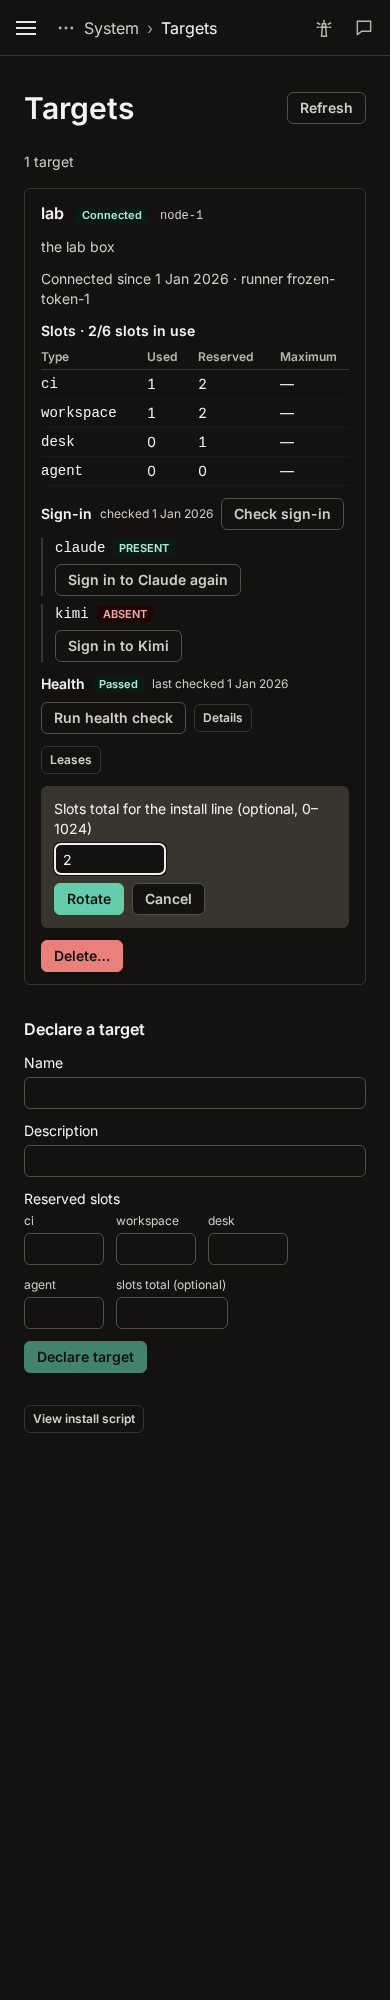 ··· System › Targets
Targets
Refresh
1 target
lab Connected node-1
the lab box
Connected since 1 Jan 2026 · runner frozen-
token-1
Slots · 2/6 slots in use
Type Used Reserved Maximum
ci 1 2 —
workspace 1 2 —
desk 0 1 —
agent 0 0 —
Sign-in checked 1 Jan 2026 Check sign-in
claude PRESENT
Sign in to Claude again
kimi ABSENT
Sign in to Kimi
Health Passed last checked 1 Jan 2026
Run health check Details
Leases
Slots total for the install line (optional, 0–
1024)
2
Rotate Cancel
Delete...
Declare a target
Name
Description
Reserved slots
ci workspace desk
agent slots total (optional)
Declare target
View install script